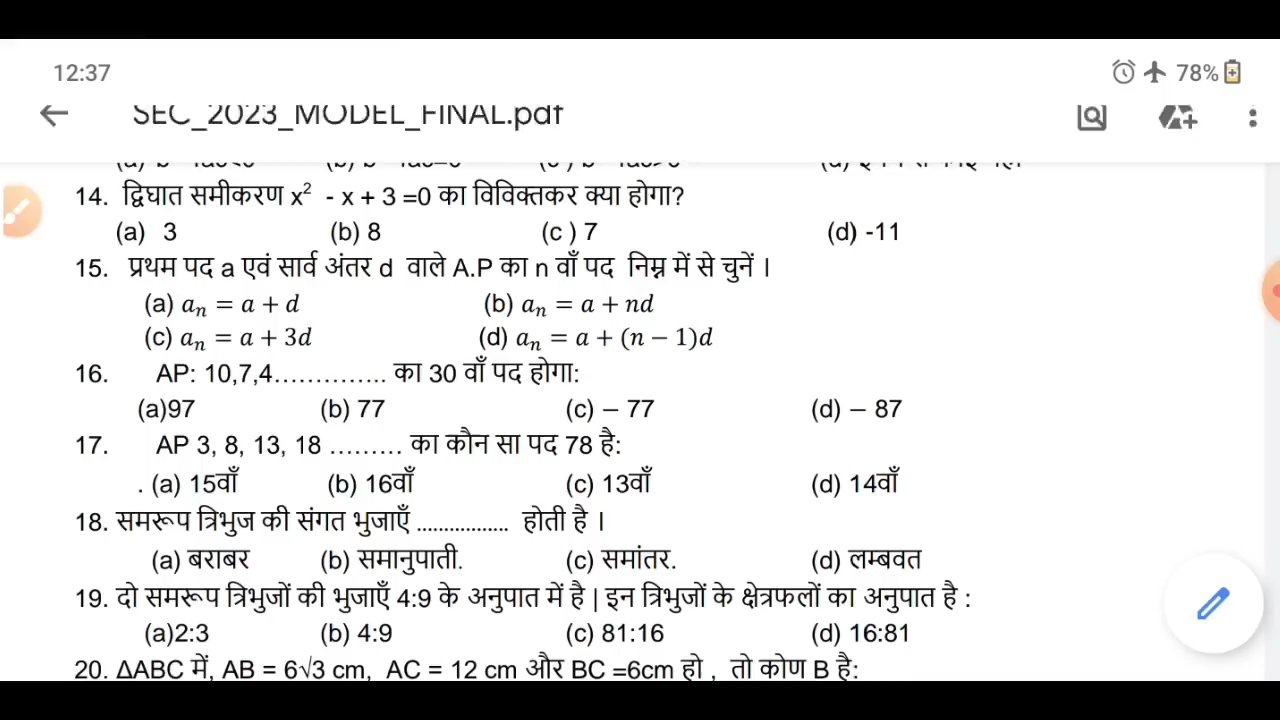 12:37
78%
SEC_2023_MODEL_FINAL.pdf
14. द्विघात समीकरण x² - x + 3 =0 का विविक्तकर क्या होगा?
(a) 3 (b) 8 (c ) 7 (d) -11
15. प्रथम पद a एवं सार्व अंतर d वाले A.P का n वाँ पद निम्न में से चुनें ।
(a) aₙ = a + d (b) aₙ = a + nd
(c) aₙ = a + 3d (d) aₙ = a + (n − 1)d
16. AP: 10,7,4.............. का 30 वाँ पद होगा:
(a)97 (b) 77 (c) – 77 (d) – 87
17. AP 3, 8, 13, 18 ......... का कौन सा पद 78 है:
. (a) 15वाँ (b) 16वाँ (c) 13वाँ (d) 14वाँ
18. समरूप त्रिभुज की संगत भुजाएँ ................. होती है ।
(a) बराबर (b) समानुपाती. (c) समांतर. (d) लम्बवत
19. दो समरूप त्रिभुजों की भुजाएँ 4:9 के अनुपात में है | इन त्रिभुजों के क्षेत्रफलों का अनुपात है :
(a)2:3 (b) 4:9 (c) 81:16 (d) 16:81
20. ΔABC में, AB = 6√3 cm, AC = 12 cm और BC =6cm हो , तो कोण B है: